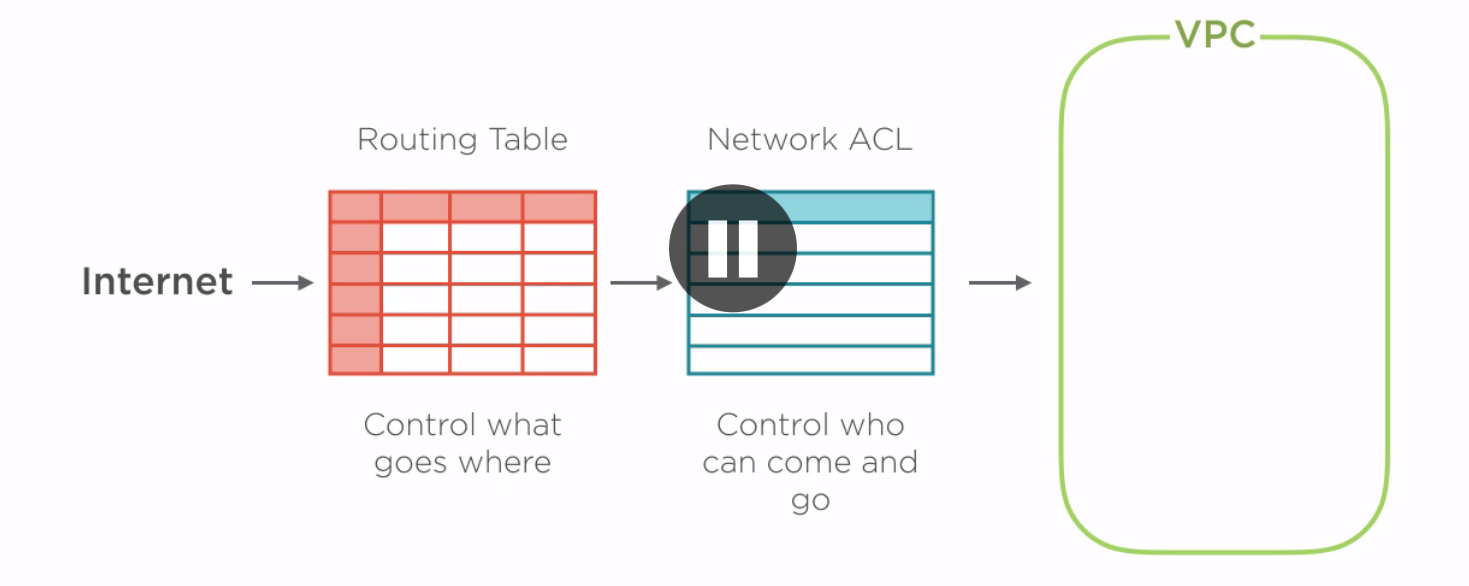 VPC
Routing Table
Network ACL
Internet
Control what
goes where
Control who
can come and
go